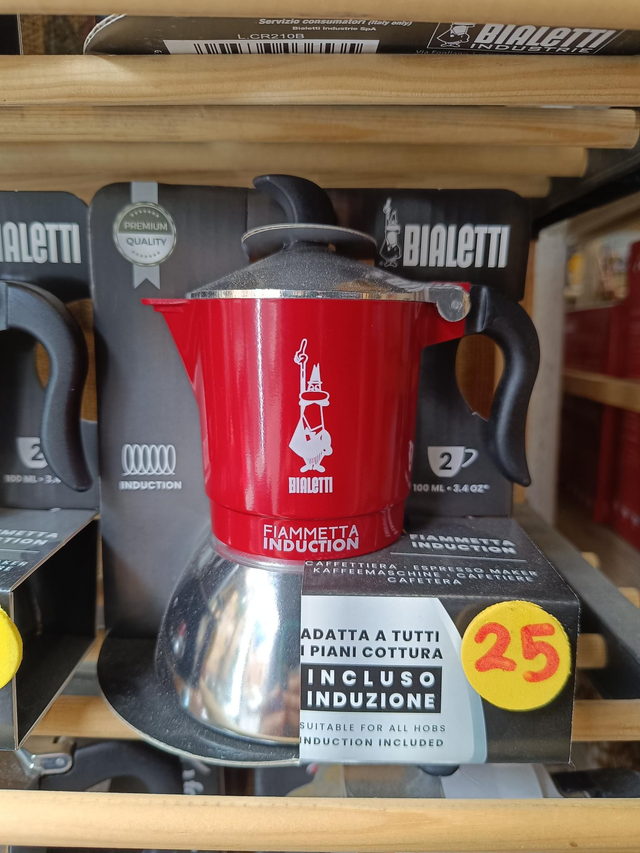 Servizio consumatori (Italy only)
Bialetti Industrie SpA
L.CR210B
BIALETTI
INDUSTRIE
PREMIUM
QUALITY
BIALETTI
BIALETTI
INDUCTION
2
100 ML • 3.4 OZ*
2
BIALETTI
FIAMMETTA
INDUCTION
FIAMMETTA
INDUCTION
CAFFETTIERA · ESPRESSO MAKER
KAFFEEMASCHINE · CAFETIERE
CAFETERA
ADATTA A TUTTI
I PIANI COTTURA
INCLUSO
INDUZIONE
SUITABLE FOR ALL HOBS
INDUCTION INCLUDED
25